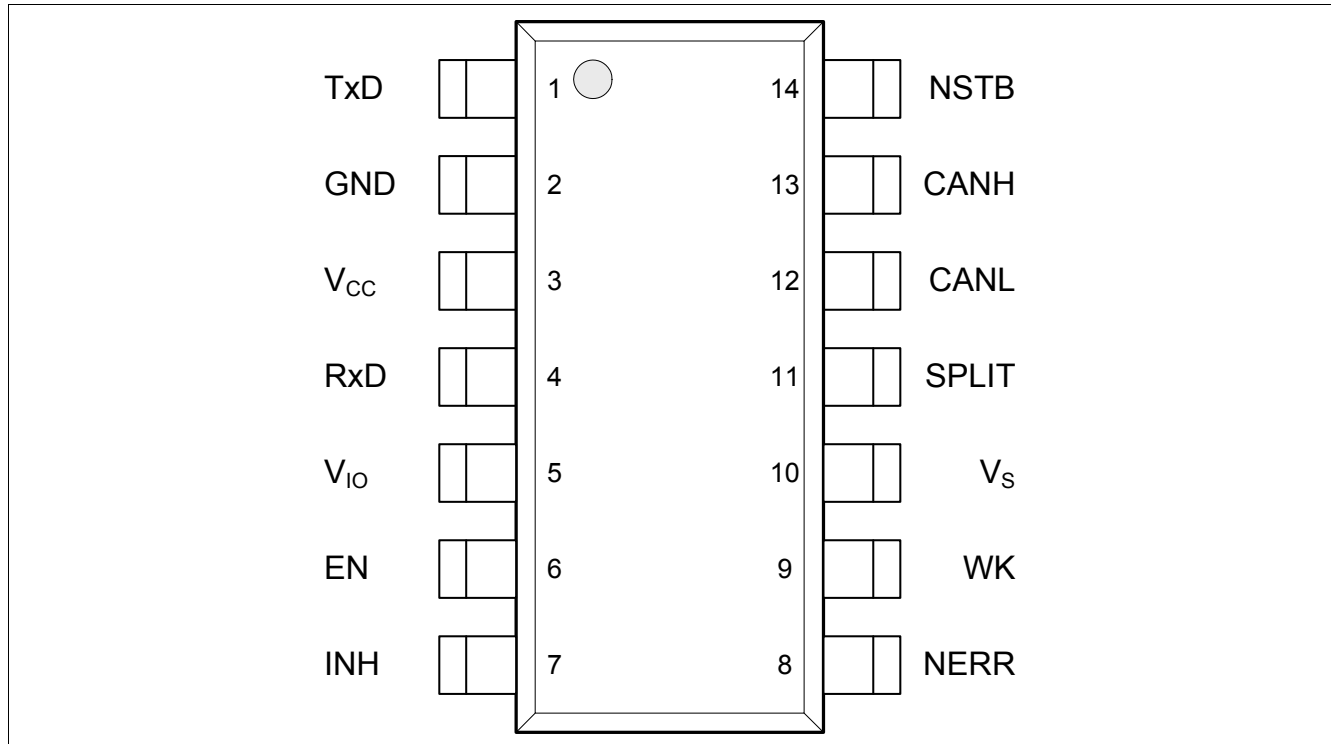 TxD 1 14 NSTB
GND 2 13 CANH
VCC 3 12 CANL
RxD 4 11 SPLIT
VIO 5 10 VS
EN 6 9 WK
INH 7 8 NERR